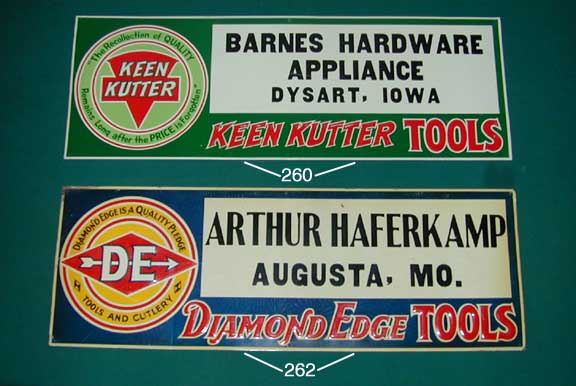 "The Recollection of QUALITY
KEEN
KUTTER
Remains Long after the PRICE is Forgotten"
BARNES HARDWARE
APPLIANCE
DYSART, IOWA
KEEN KUTTER TOOLS
260
DIAMOND EDGE IS A QUALITY PLEDGE
D-E
TOOLS AND CUTLERY
ARTHUR HAFERKAMP
AUGUSTA, MO.
DIAMOND EDGE TOOLS
262